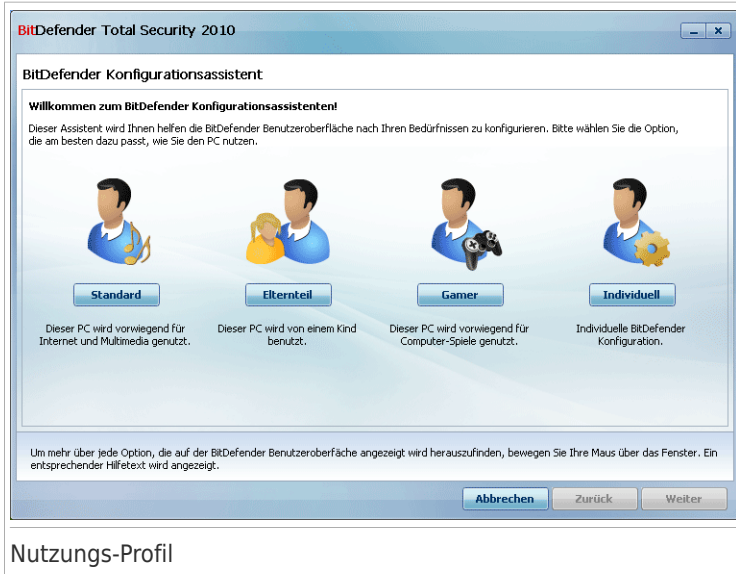 BitDefender Total Security 2010
BitDefender Konfigurationsassistent
Willkommen zum BitDefender Konfigurationsassistenten!
Dieser Assistent wird Ihnen helfen die BitDefender Benutzeroberfläche nach Ihren Bedürfnissen zu konfigurieren. Bitte wählen Sie die Option,
die am besten dazu passt, wie Sie den PC nutzen.
Standard
Dieser PC wird vorwiegend für
Internet und Multimedia genutzt.
Elternteil
Dieser PC wird von einem Kind
benutzt.
Gamer
Dieser PC wird vorwiegend für
Computer-Spiele genutzt.
Individuell
Individuelle BitDefender
Konfiguration.
Um mehr über jede Option, die auf der BitDefender Benutzeroberfäche angezeigt wird herauszufinden, bewegen Sie Ihre Maus über das Fenster. Ein
entsprechender Hilfetext wird angezeigt.
Abbrechen
Zurück
Weiter
Nutzungs-Profil